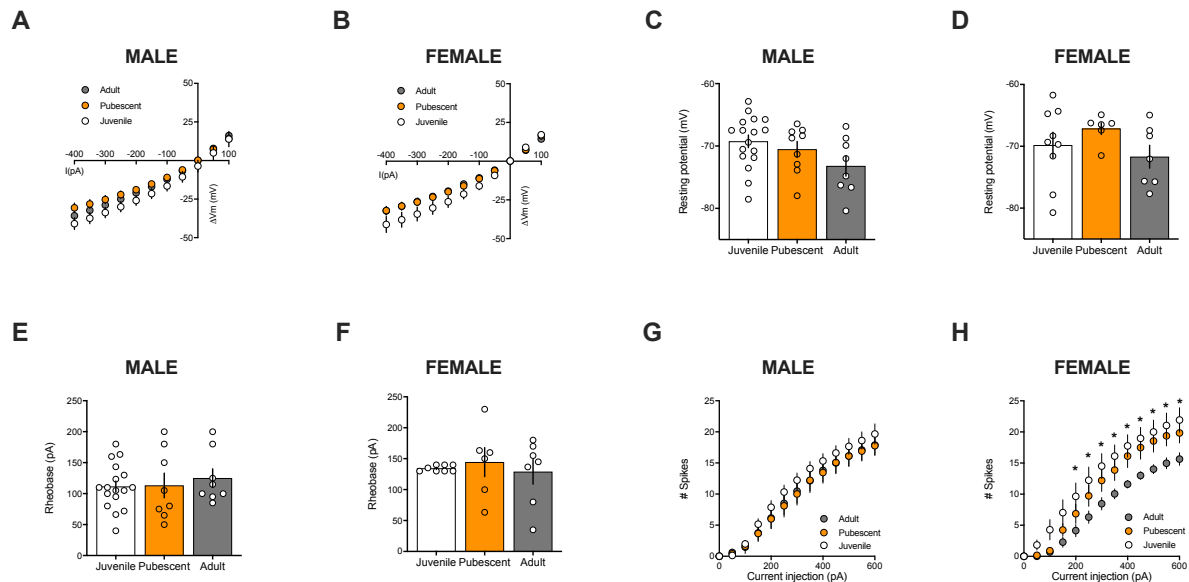 A
MALE
50
Adult
Pubescent
25
Juvenile
-400 -300 -200 -100 100
I(pA)
-25
ΔVm (mV)
-50
B
FEMALE
50
Adult
Pubescent
25
Juvenile
-400 -300 -200 -100 100
I(pA)
-25
ΔVm (mV)
-50
C
MALE
Resting potential (mV)
-60
-70
-80
Juvenile Pubescent Adult
D
FEMALE
Resting potential (mV)
-60
-70
-80
Juvenile Pubescent Adult
E
MALE
Rheobase (pA)
250
200
150
100
50
0
Juvenile Pubescent Adult
F
FEMALE
Rheobase (pA)
250
200
150
100
50
0
Juvenile Pubescent Adult
G
MALE
# Spikes
25
20
15
10
5
0
Adult
Pubescent
Juvenile
0 200 400 600
Current injection (pA)
H
FEMALE
# Spikes
25
20
15
10
5
0
* * * * * * * * *
Adult
Pubescent
Juvenile
0 200 400 600
Current injection (pA)